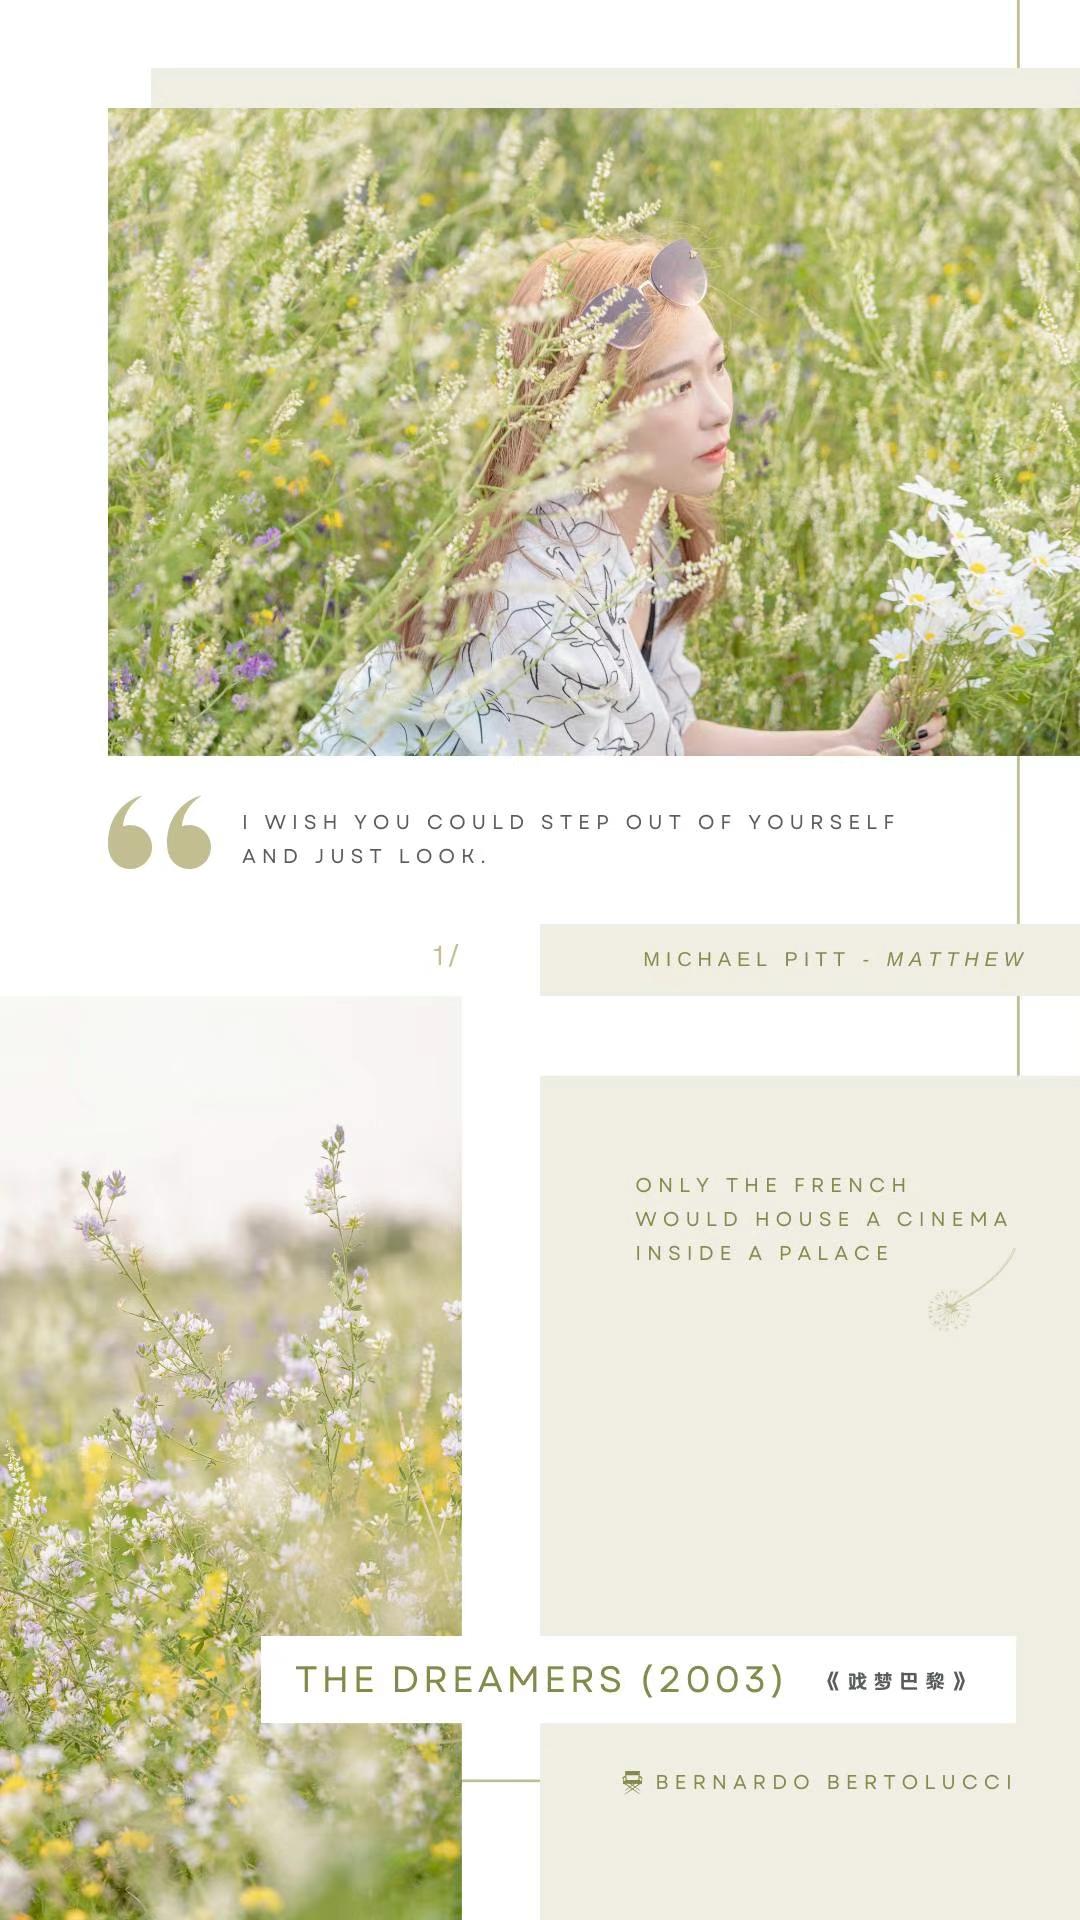 I WISH YOU COULD STEP OUT OF YOURSELF
AND JUST LOOK.
1/
MICHAEL PITT - MATTHEW
ONLY THE FRENCH
WOULD HOUSE A CINEMA
INSIDE A PALACE
THE DREAMERS (2003) 《戏梦巴黎》
BERNARDO BERTOLUCCI